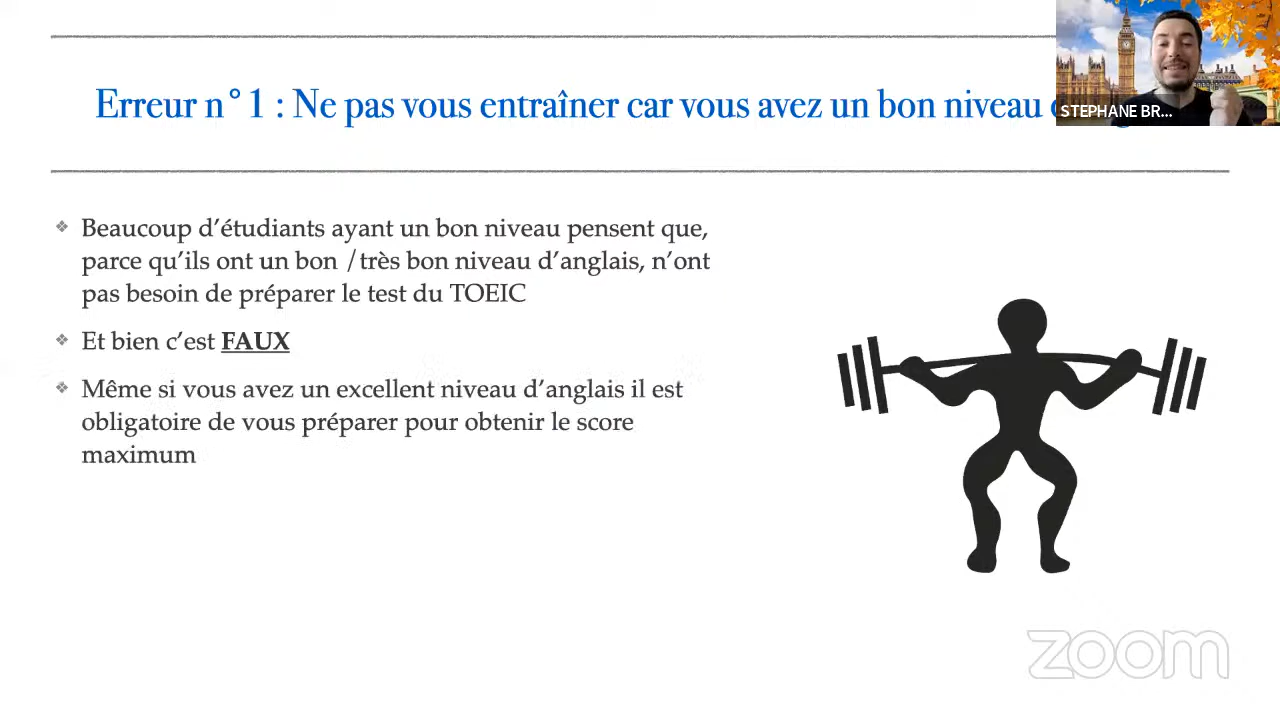 Erreur n°1 : Ne pas vous entraîner car vous avez un bon niveau
STEPHANE BR...
❖ Beaucoup d’étudiants ayant un bon niveau pensent que,
parce qu’ils ont un bon /très bon niveau d’anglais, n’ont
pas besoin de préparer le test du TOEIC
❖ Et bien c’est FAUX
❖ Même si vous avez un excellent niveau d’anglais il est
obligatoire de vous préparer pour obtenir le score
maximum
zoom